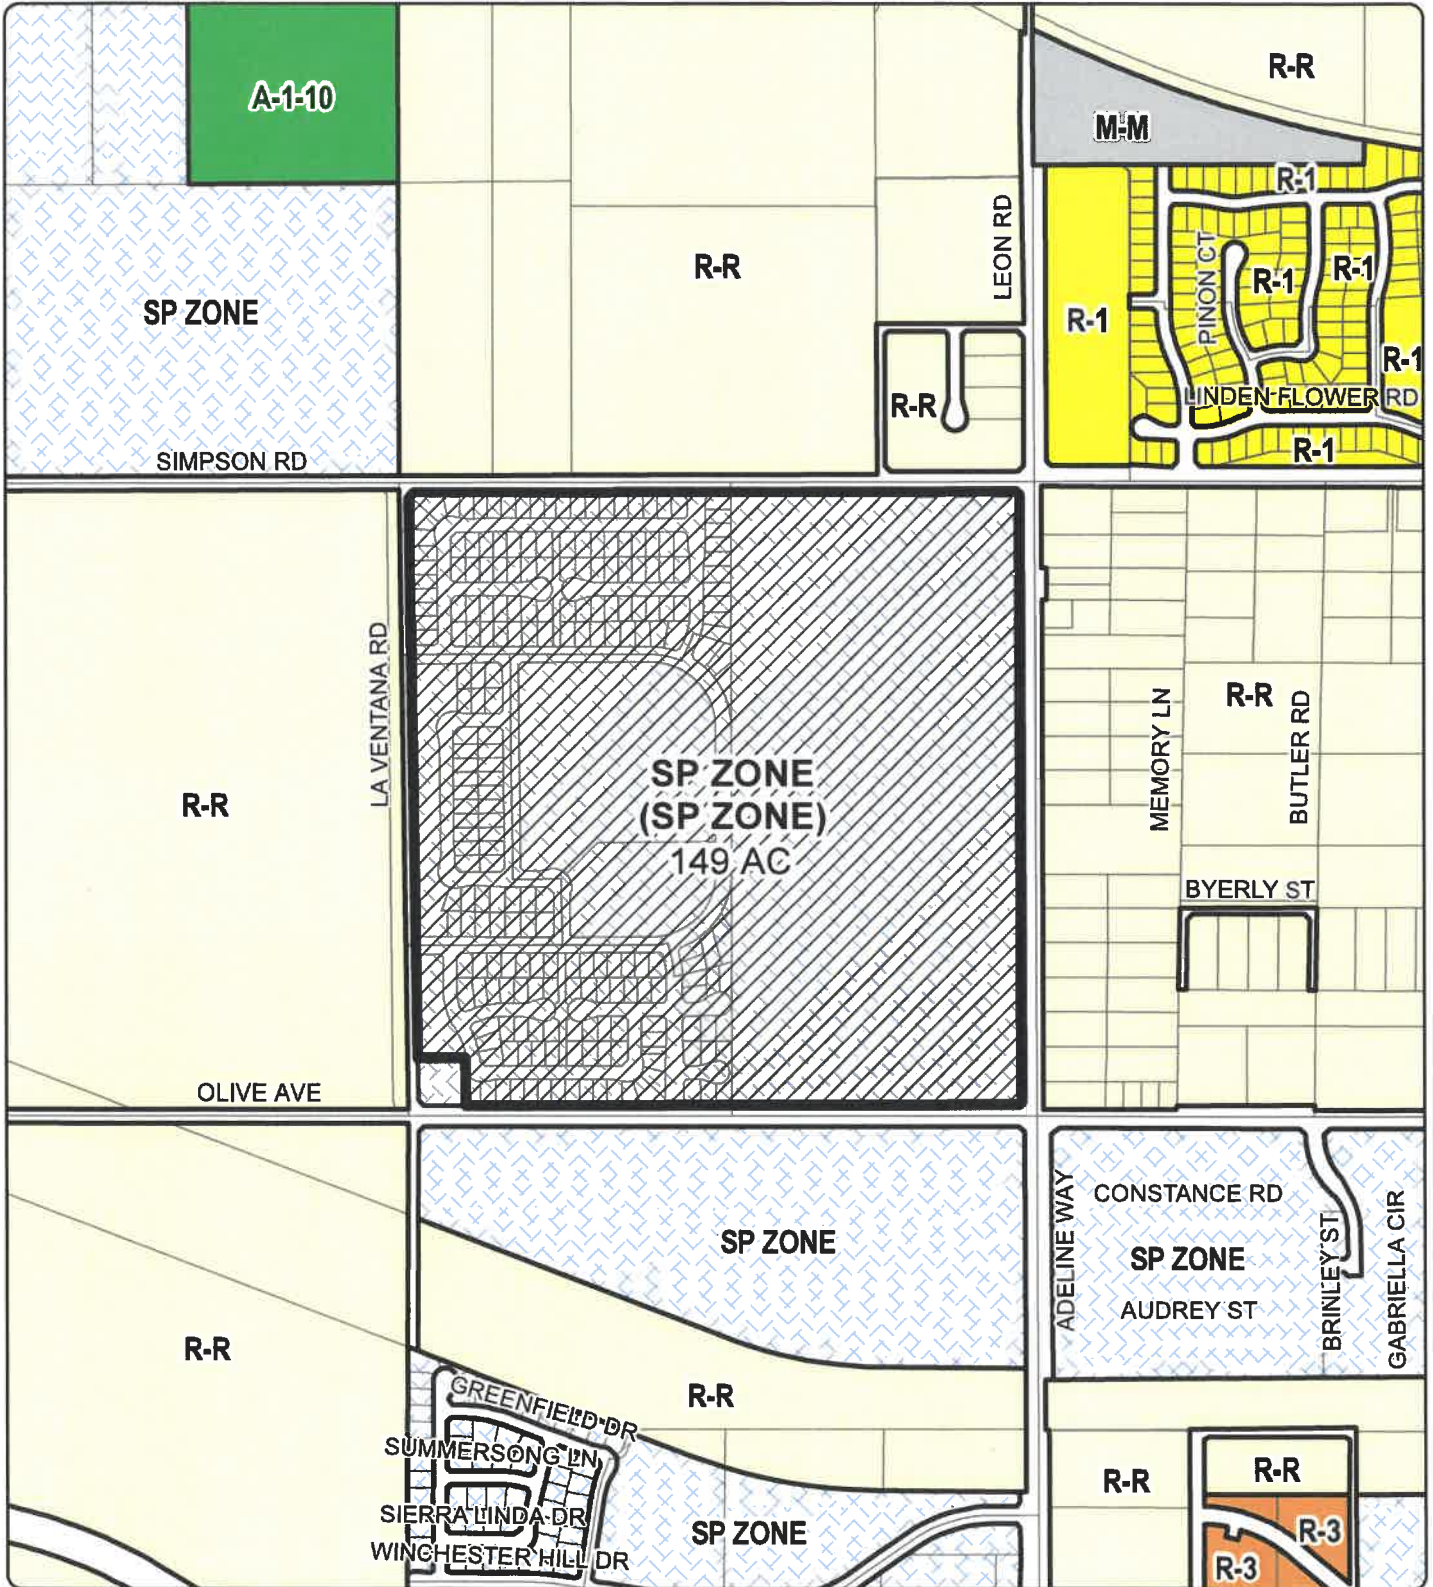 A-1-10
R-R
M-M
R-1
LEON RD
PINON CT
R-R
R-1
R-1
SP ZONE
R-1
R-1
R-R
LINDEN FLOWER RD
R-1
SIMPSON RD
LA VENTANA RD
R-R
MEMORY LN
BUTLER RD
SP ZONE
(SP ZONE)
149 AC
R-R
BYERLY ST
OLIVE AVE
ADELINE WAY
CONSTANCE RD
SP ZONE
SP ZONE
BRINLEY ST
GABRIELLA CIR
AUDREY ST
R-R
R-R
GREENFIELD DR
SUMMERSONG LN
R-R
R-R
SIERRA LINDA DR
SP ZONE
R-3
WINCHESTER HILL DR
R-3